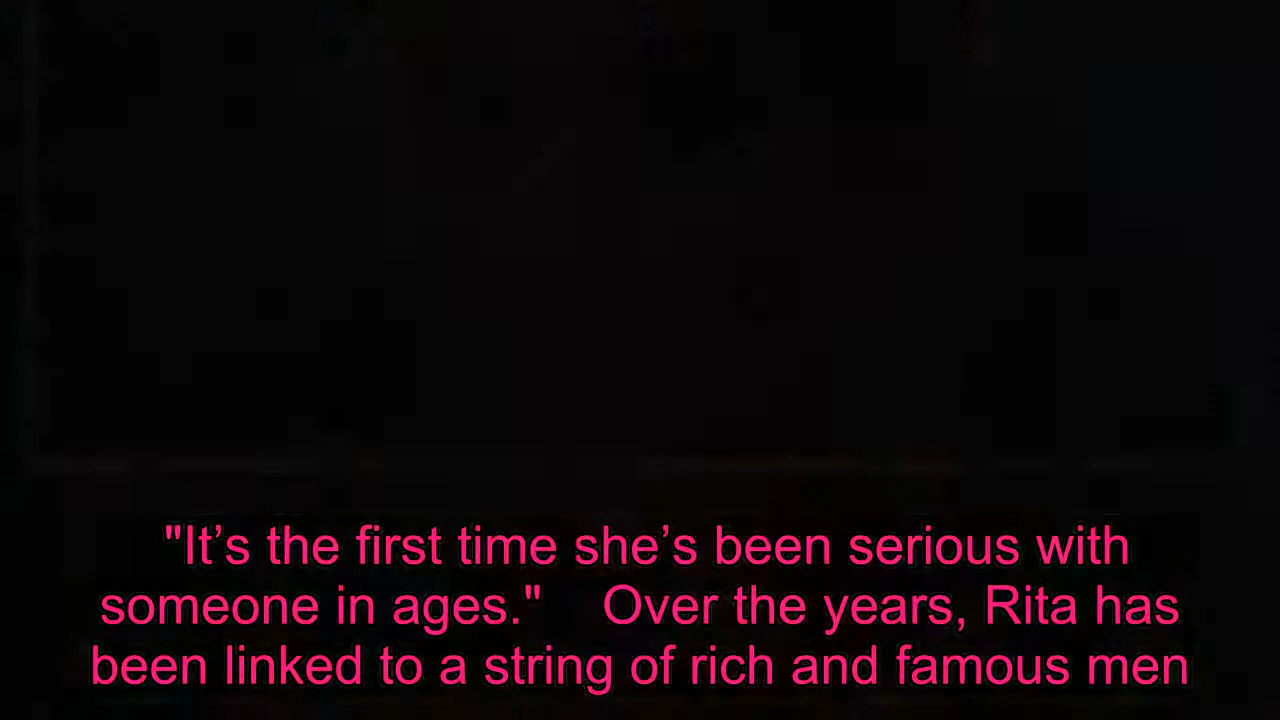 "It’s the first time she’s been serious with
someone in ages."    Over the years, Rita has
been linked to a string of rich and famous men